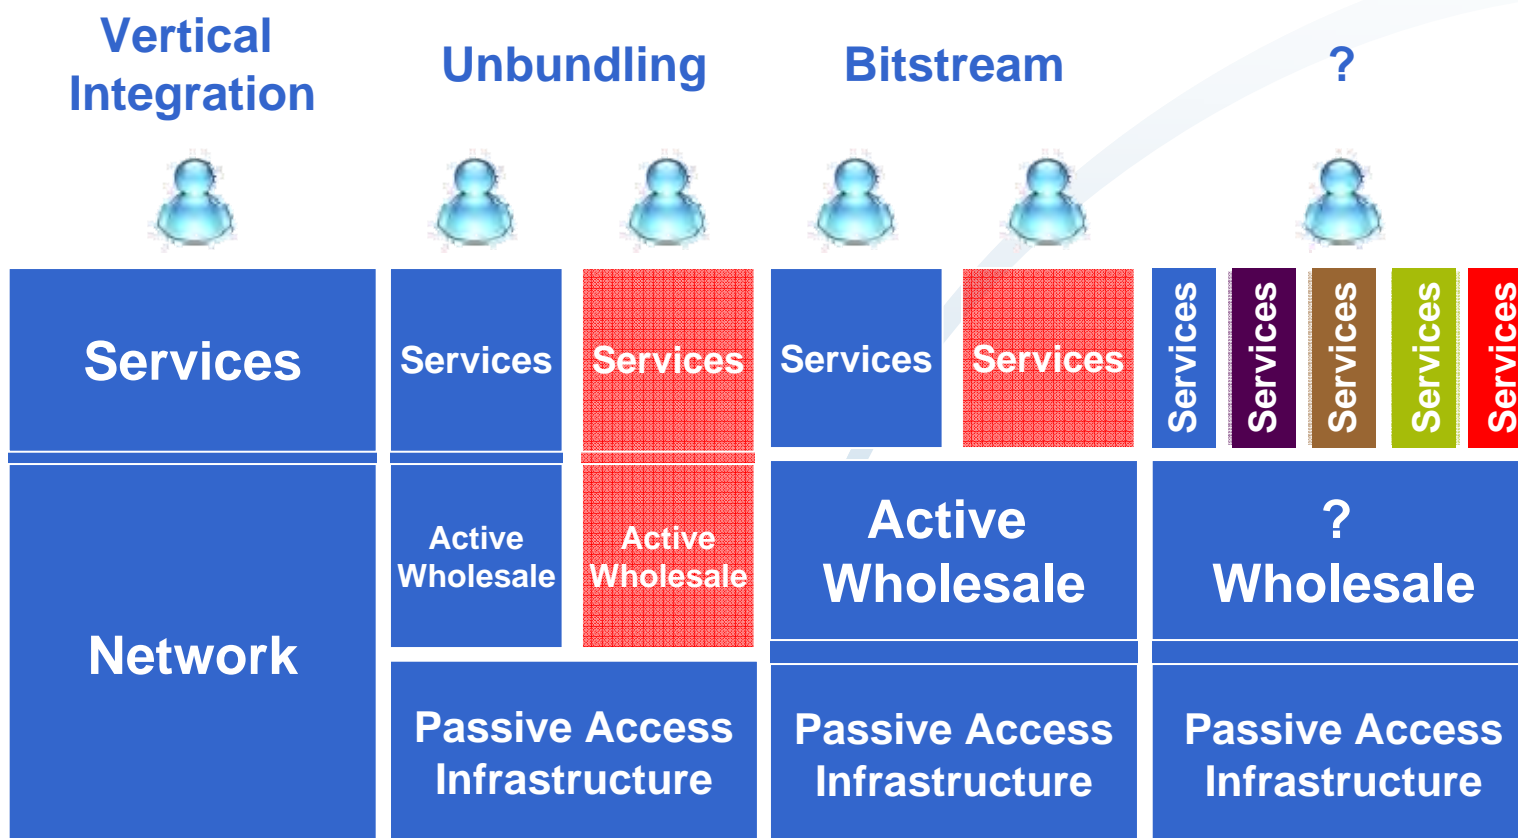 Vertical
Integration
Unbundling
Bitstream
?
Services
Services
Services
Services
Services
Services
Services
Services
Services
Services
Network
Active
Wholesale
Active
Wholesale
Active
Wholesale
?
Wholesale
Passive Access
Infrastructure
Passive Access
Infrastructure
Passive Access
Infrastructure